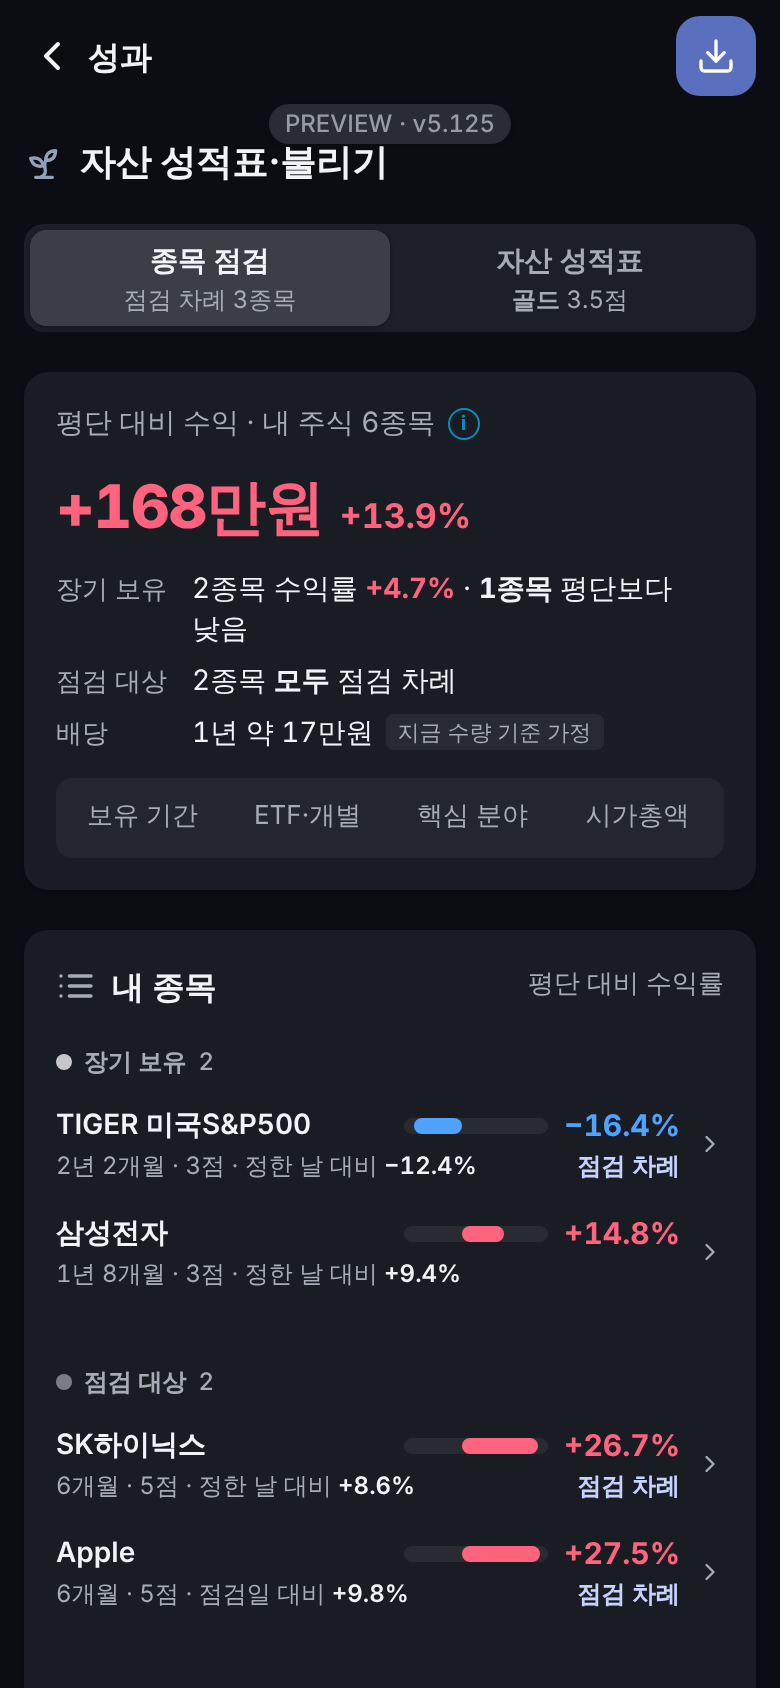 성과
PREVIEW · v5.125
자산 성적표·불리기
종목 점검
점검 차례 3종목
자산 성적표
골드 3.5점
평단 대비 수익 · 내 주식 6종목 i
+168만원 +13.9%
장기 보유 2종목 수익률 +4.7% · 1종목 평단보다
낮음
점검 대상 2종목 모두 점검 차례
배당 1년 약 17만원 지금 수량 기준 가정
보유 기간 ETF·개별 핵심 분야 시가총액
내 종목 평단 대비 수익률
장기 보유 2
TIGER 미국S&P500 −16.4%
2년 2개월 · 3점 · 정한 날 대비 −12.4% 점검 차례
삼성전자 +14.8%
1년 8개월 · 3점 · 정한 날 대비 +9.4%
점검 대상 2
SK하이닉스 +26.7%
6개월 · 5점 · 정한 날 대비 +8.6% 점검 차례
Apple +27.5%
6개월 · 5점 · 점검일 대비 +9.8% 점검 차례